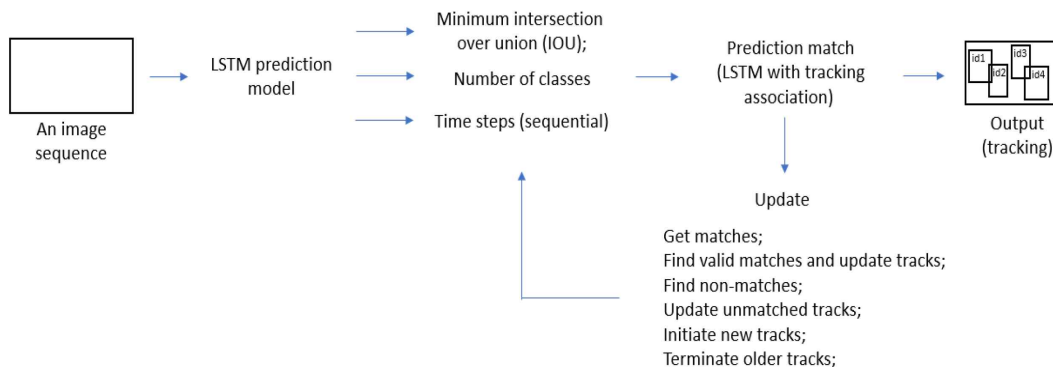 An image
sequence
LSTM prediction
model
Minimum intersection
over union (IOU);
Number of classes
Time steps (sequential)
Prediction match
(LSTM with tracking
association)
id1
id2
id3
id4
Output
(tracking)
Update
Get matches;
Find valid matches and update tracks;
Find non-matches;
Update unmatched tracks;
Initiate new tracks;
Terminate older tracks;